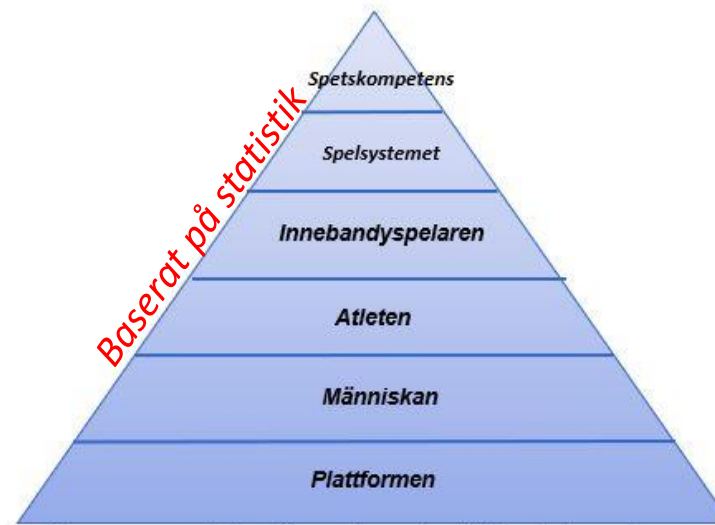 Spetskompetens
Spelsystemet
Innebandyspelaren
Atleten
Människan
Plattformen
Baserat på statistik